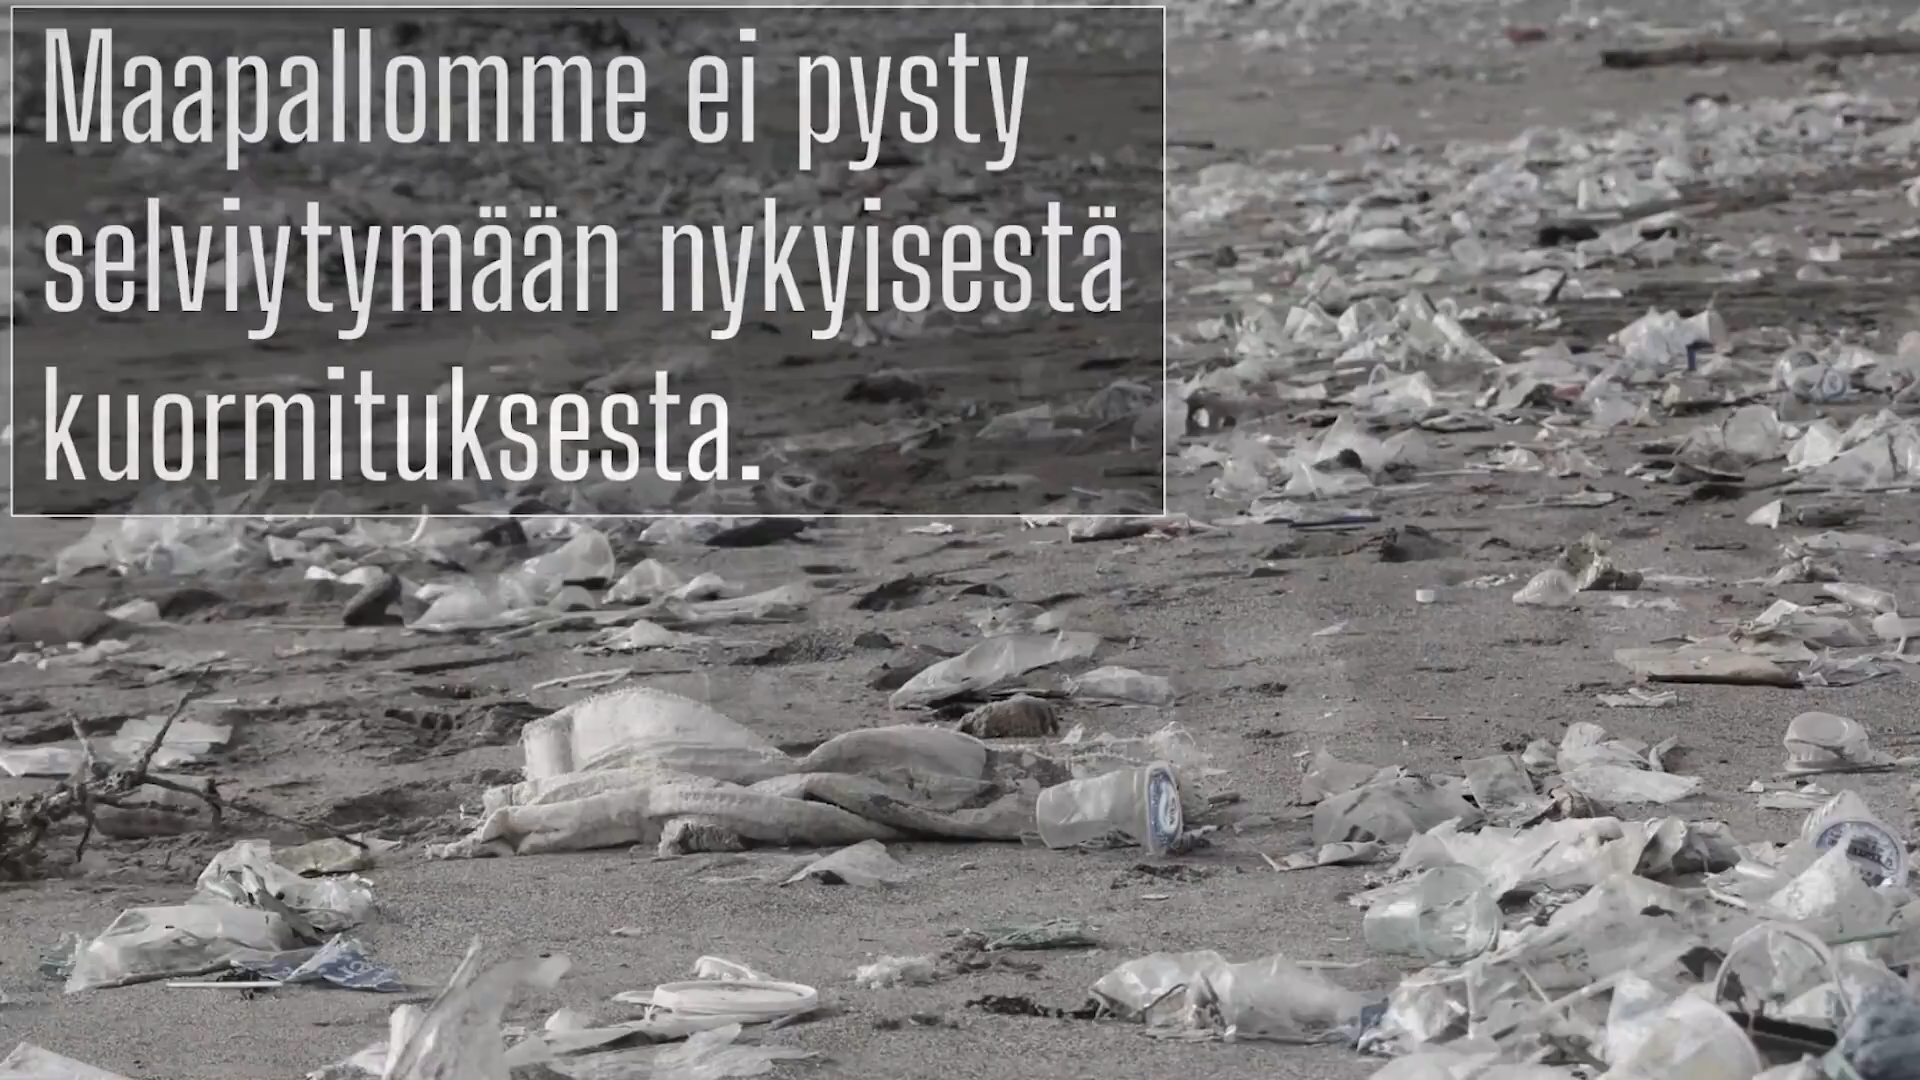 Maapallomme ei pysty
selviytymään nykyisestä
kuormituksesta.